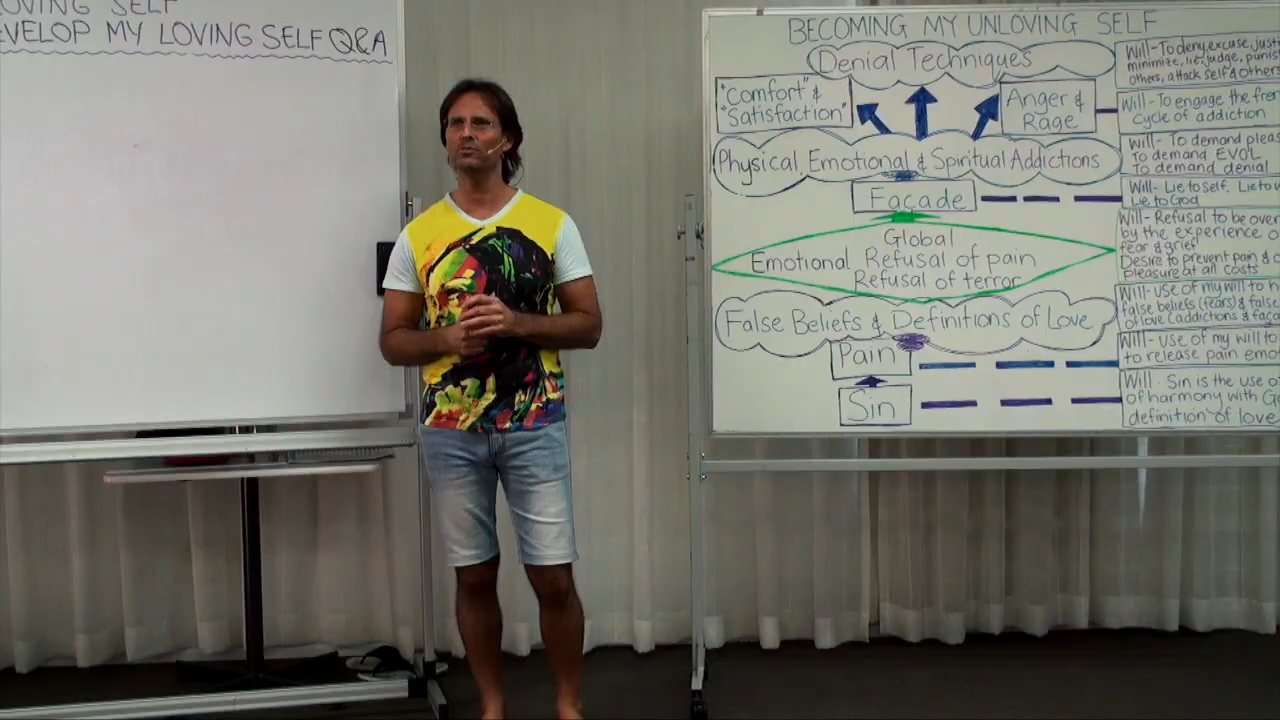 LOVING SELF
DEVELOP MY LOVING SELF Q&A
BECOMING MY UNLOVING SELF
Denial Techniques
"Comfort" &
"Satisfaction"
Anger &
Rage
Physical, Emotional & Spiritual Addictions
Façade
Global
Emotional Refusal of pain
Refusal of terror
False Beliefs & Definitions of Love
Pain
Sin
Will - To deny, excuse, just
minimize, lie, judge, punis
others, attack self & others
Will - To engage the fren
cycle of addiction
Will - To demand pleas
To demand EVOL
To demand denial
Will - Lie to self. Lie to
Lie to God
Will - Refusal to be over
by the experience o
fear & grief
Desire to prevent pain &
pleasure at all costs
Will - use of my will to h
false beliefs (fears) & false
of love (addictions & faça
Will - use of my will to
to release pain emo
Will - Sin is the use o
of harmony with G
definition of love